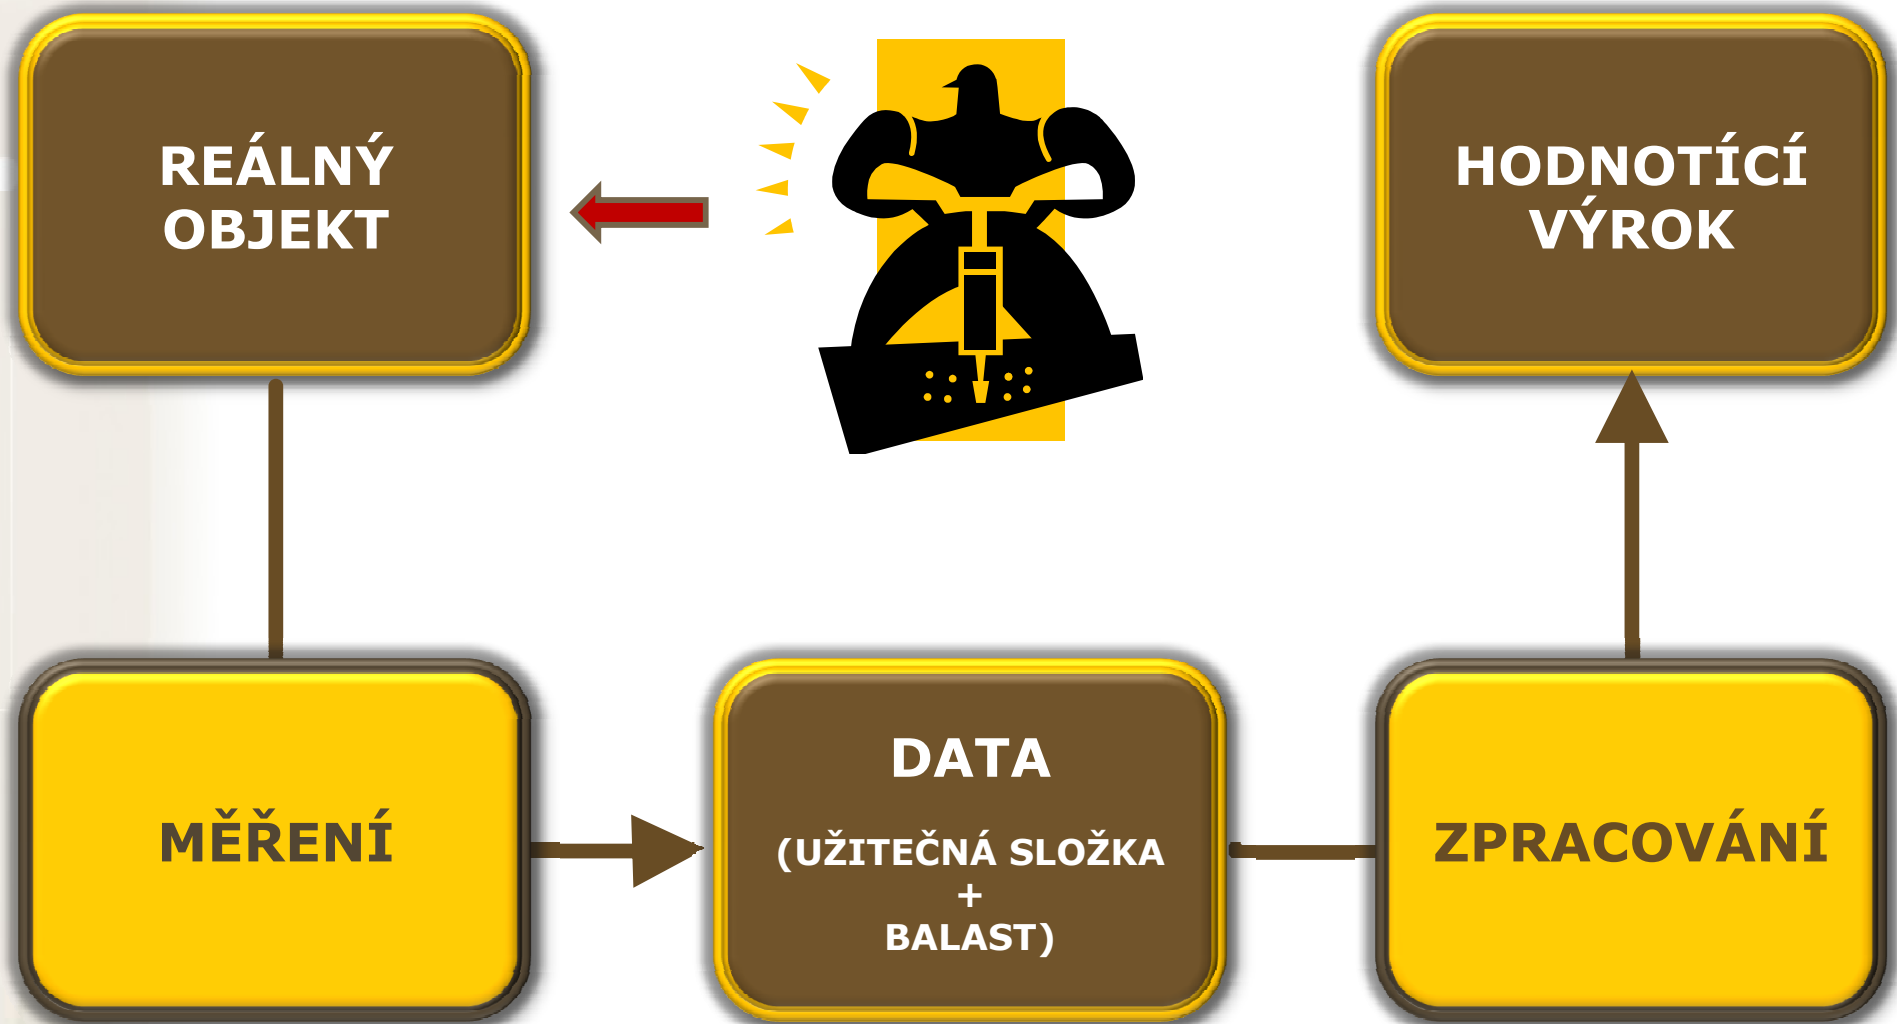 REÁLNÝ
OBJEKT
HODNOTÍCÍ
VÝROK
MĚŘENÍ
DATA
(UŽITEČNÁ SLOŽKA
+
BALAST)
ZPRACOVÁNÍ